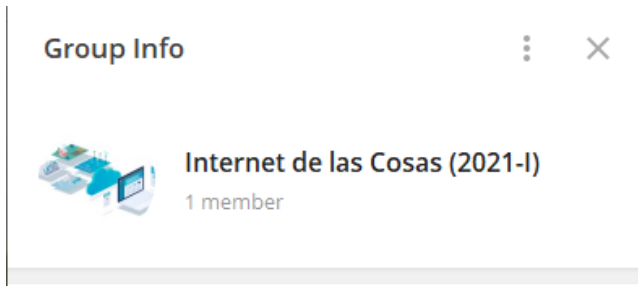 Group Info
Internet de las Cosas (2021-I)
1 member